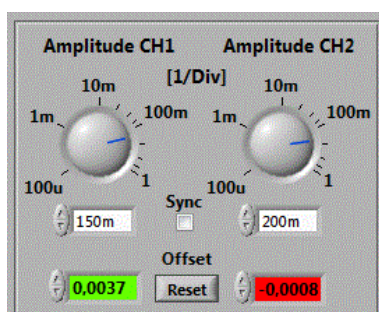 Amplitude CH1 Amplitude CH2
[1/Div]
10m 10m
1m 100m 1m 100m
100u 1 100u 1
Sync
150m 200m
Offset
0,0037 Reset -0,0008